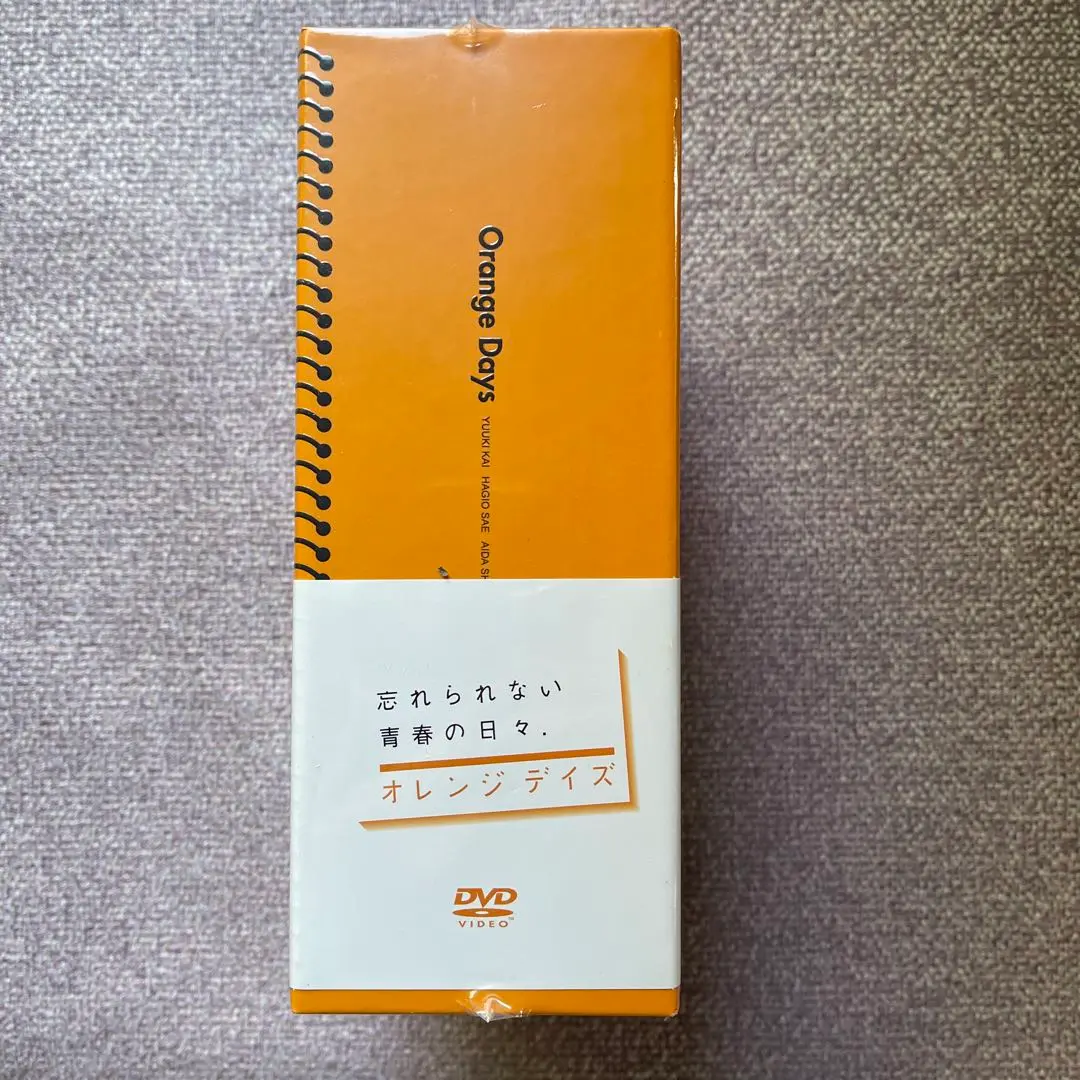 Orange Days
YUUKI KAI HAGIO SAE AIDA
忘れられない
青春の日々.
オレンジ デイズ
DVD
VIDEO